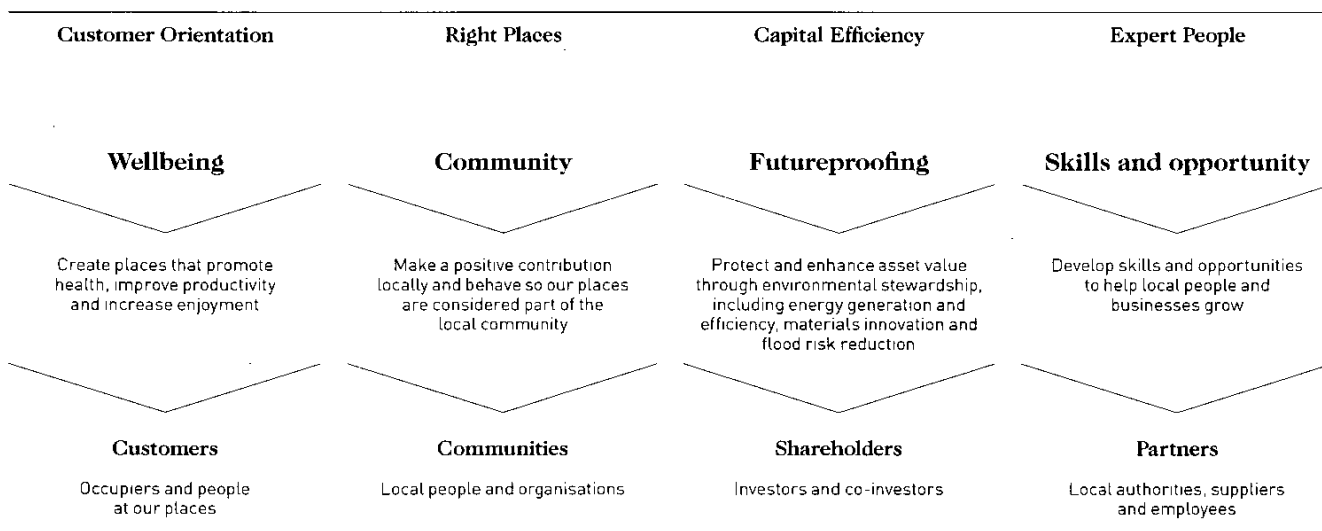 Customer Orientation
Right Places
Capital Efficiency
Expert People
Wellbeing
Community
Futureproofing
Skills and opportunity
Create places that promote
health, improve productivity
and increase enjoyment
Make a positive contribution
locally and behave so our places
are considered part of the
local community
Protect and enhance asset value
through environmental stewardship,
including energy generation and
efficiency, materials innovation and
flood risk reduction
Develop skills and opportunities
to help local people and
businesses grow
Customers
Communities
Shareholders
Partners
Occupiers and people
at our places
Local people and organisations
Investors and co-investors
Local authorities, suppliers
and employees